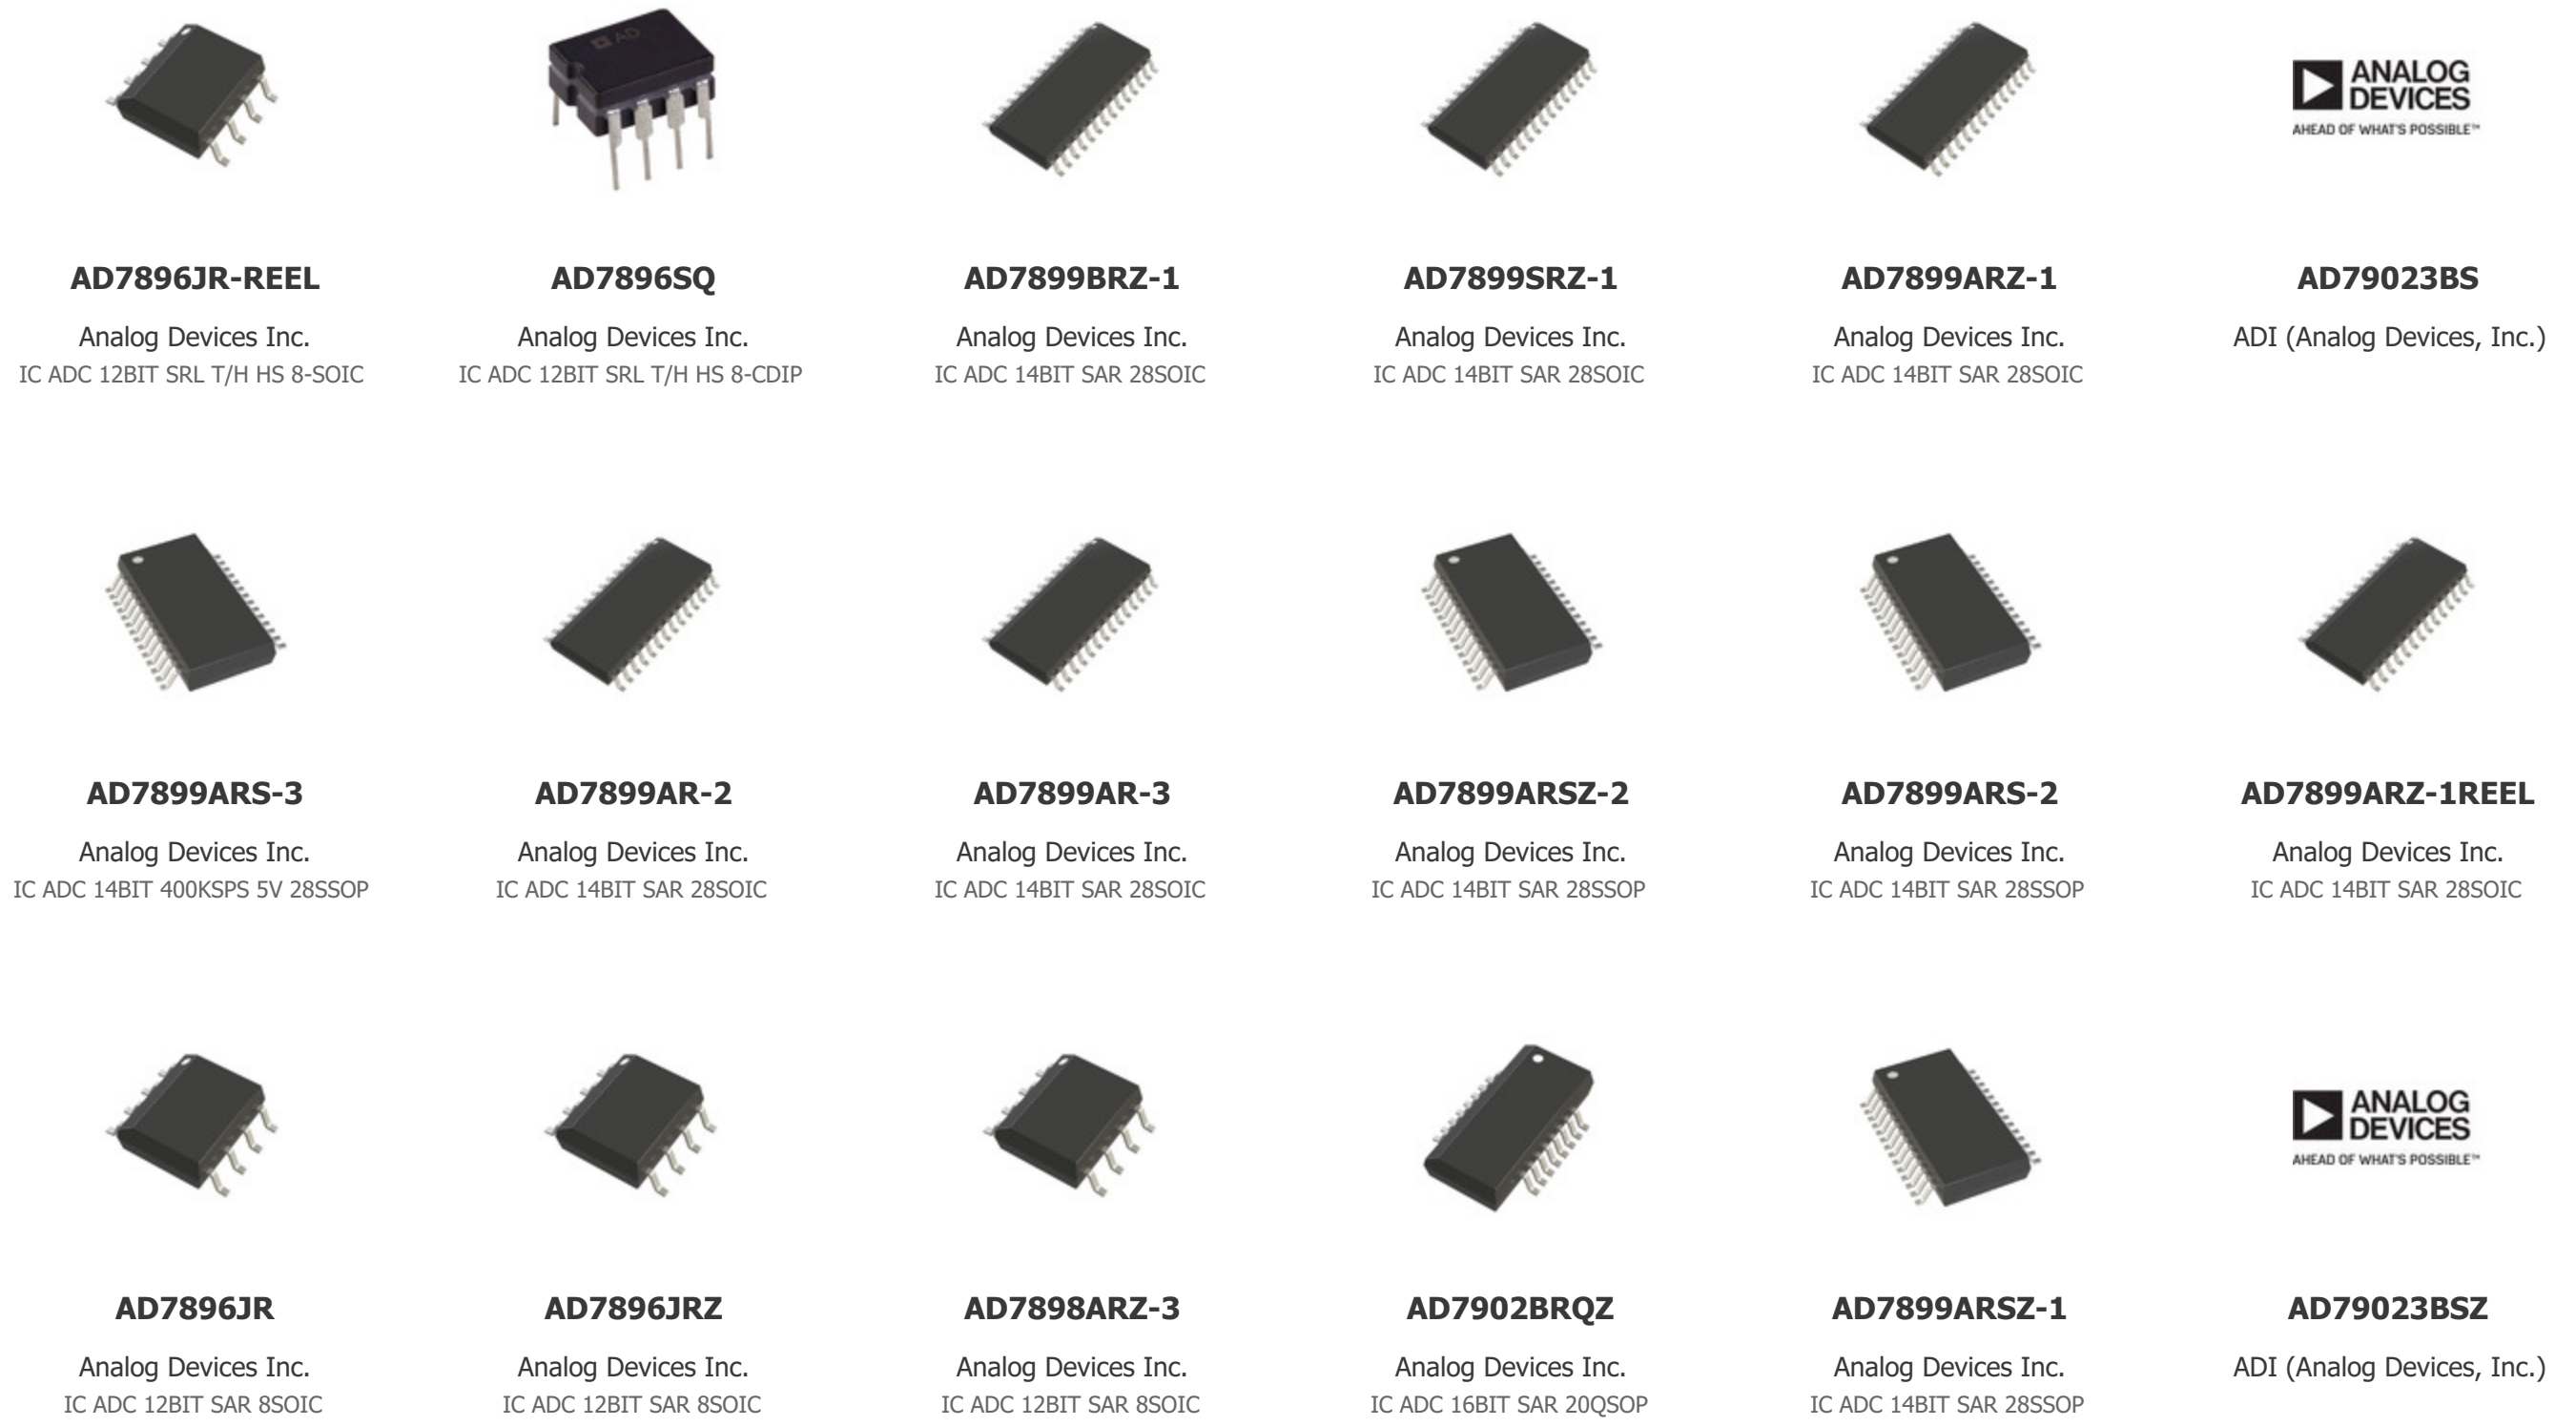 AD
ANALOG
DEVICES
AHEAD OF WHAT'S POSSIBLE™
AD7896JR-REEL
Analog Devices Inc.
IC ADC 12BIT SRL T/H HS 8-SOIC
AD7896SQ
Analog Devices Inc.
IC ADC 12BIT SRL T/H HS 8-CDIP
AD7899BRZ-1
Analog Devices Inc.
IC ADC 14BIT SAR 28SOIC
AD7899SRZ-1
Analog Devices Inc.
IC ADC 14BIT SAR 28SOIC
AD7899ARZ-1
Analog Devices Inc.
IC ADC 14BIT SAR 28SOIC
AD79023BS
ADI (Analog Devices, Inc.)
AD7899ARS-3
Analog Devices Inc.
IC ADC 14BIT 400KSPS 5V 28SSOP
AD7899AR-2
Analog Devices Inc.
IC ADC 14BIT SAR 28SOIC
AD7899AR-3
Analog Devices Inc.
IC ADC 14BIT SAR 28SOIC
AD7899ARSZ-2
Analog Devices Inc.
IC ADC 14BIT SAR 28SSOP
AD7899ARS-2
Analog Devices Inc.
IC ADC 14BIT SAR 28SSOP
AD7899ARZ-1REEL
Analog Devices Inc.
IC ADC 14BIT SAR 28SOIC
ANALOG
DEVICES
AHEAD OF WHAT'S POSSIBLE™
AD7896JR
Analog Devices Inc.
IC ADC 12BIT SAR 8SOIC
AD7896JRZ
Analog Devices Inc.
IC ADC 12BIT SAR 8SOIC
AD7898ARZ-3
Analog Devices Inc.
IC ADC 12BIT SAR 8SOIC
AD7902BRQZ
Analog Devices Inc.
IC ADC 16BIT SAR 20QSOP
AD7899ARSZ-1
Analog Devices Inc.
IC ADC 14BIT SAR 28SSOP
AD79023BSZ
ADI (Analog Devices, Inc.)